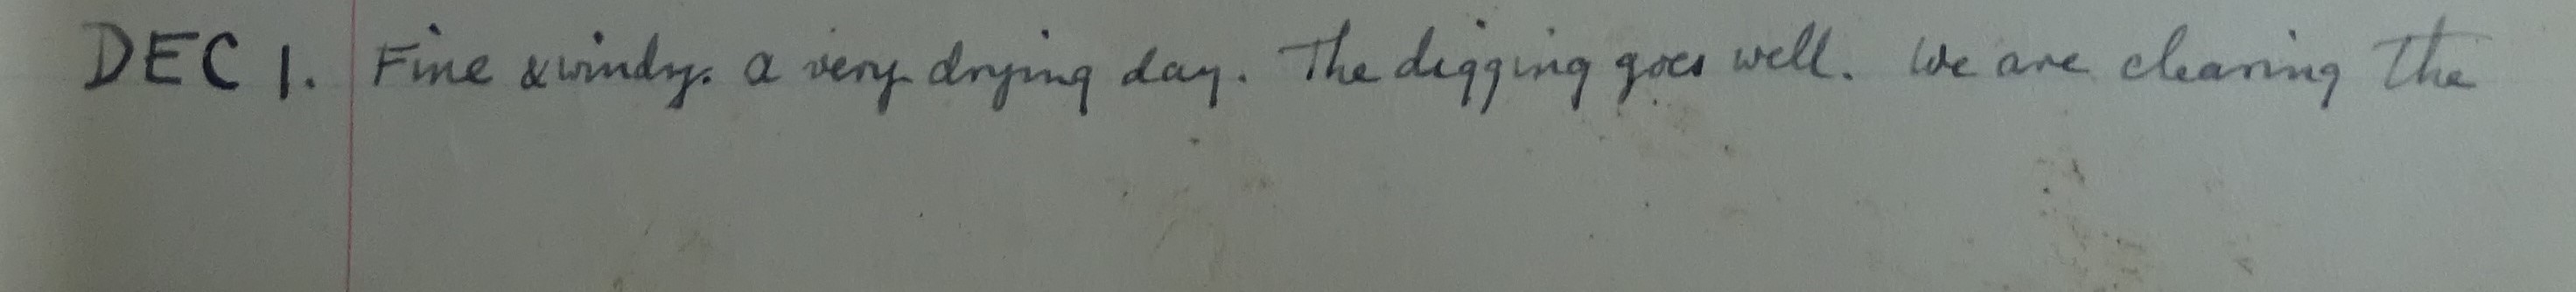 DEC 1. Fine & windy. a very drying day. The digging goes well. We are clearing the